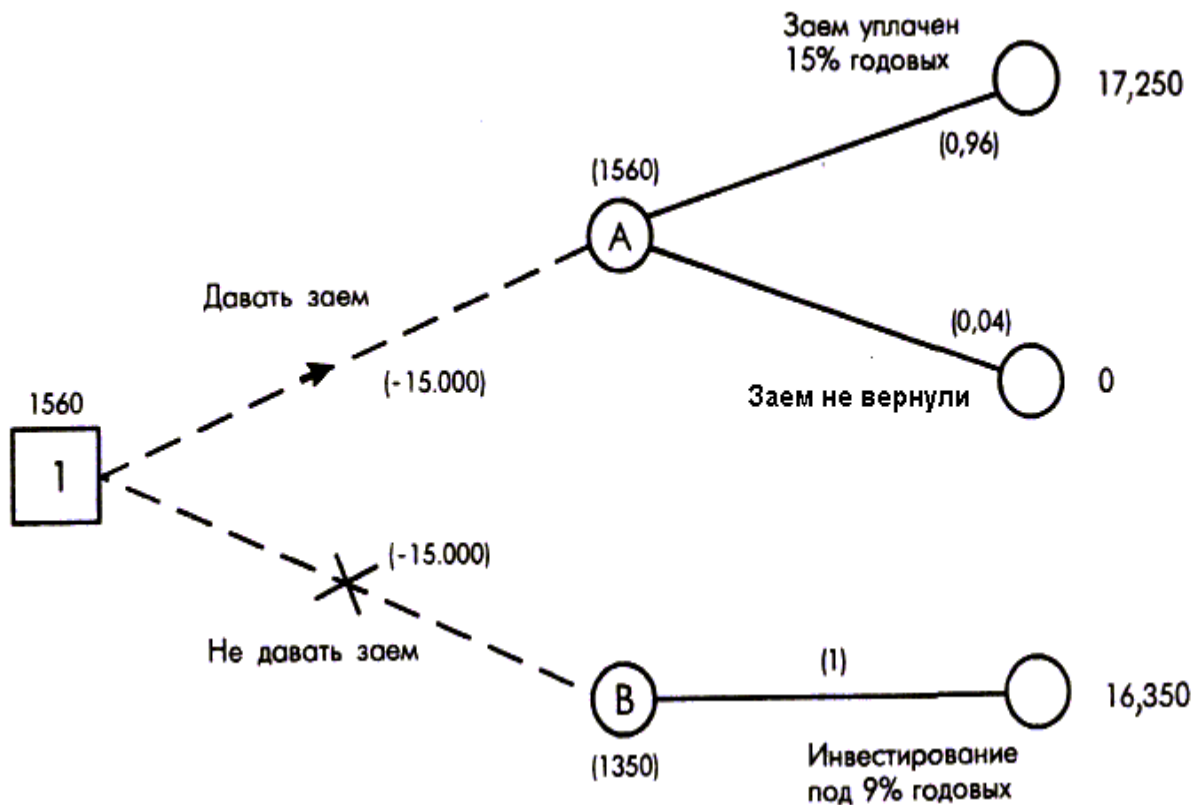 Заем уплачен
15% годовых
17,250
(0,96)
(1560)
A
Давать заем
(0,04)
(-15.000)
Заем не вернули
0
1560
1
(-15.000)
Не давать заем
(1)
B
16,350
(1350)
Инвестирование
под 9% годовых